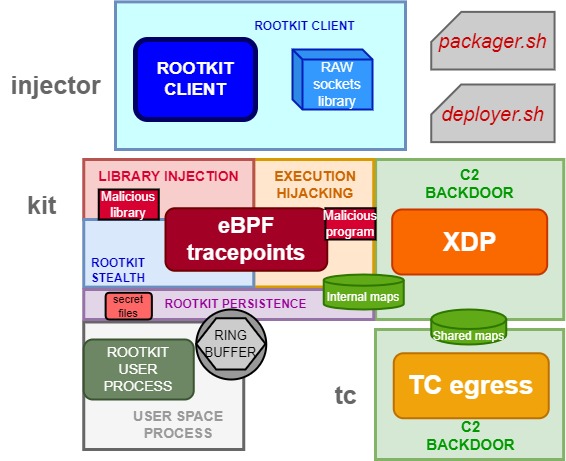 ROOTKIT CLIENT
injector
ROOTKIT
CLIENT
RAW
sockets
library
packager.sh
deployer.sh
kit
LIBRARY INJECTION
Malicious
library
EXECUTION
HIJACKING
Malicious
program
eBPF
tracepoints
ROOTKIT
STEALTH
C2
BACKDOOR
XDP
Internal maps
secret
files
ROOTKIT PERSISTENCE
RING
BUFFER
ROOTKIT
USER
PROCESS
USER SPACE
PROCESS
Shared maps
tc
TC egress
C2
BACKDOOR